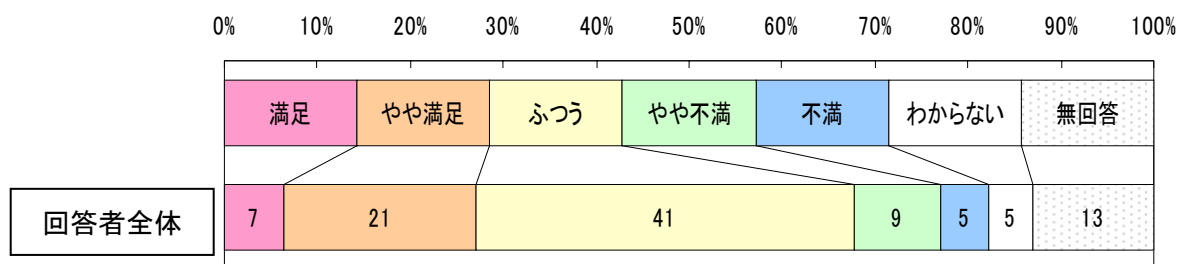 0% 10% 20% 30% 40% 50% 60% 70% 80% 90% 100%
満足 やや満足 ふつう やや不満 不満 わからない 無回答
回答者全体 7 21 41 9 5 5 13